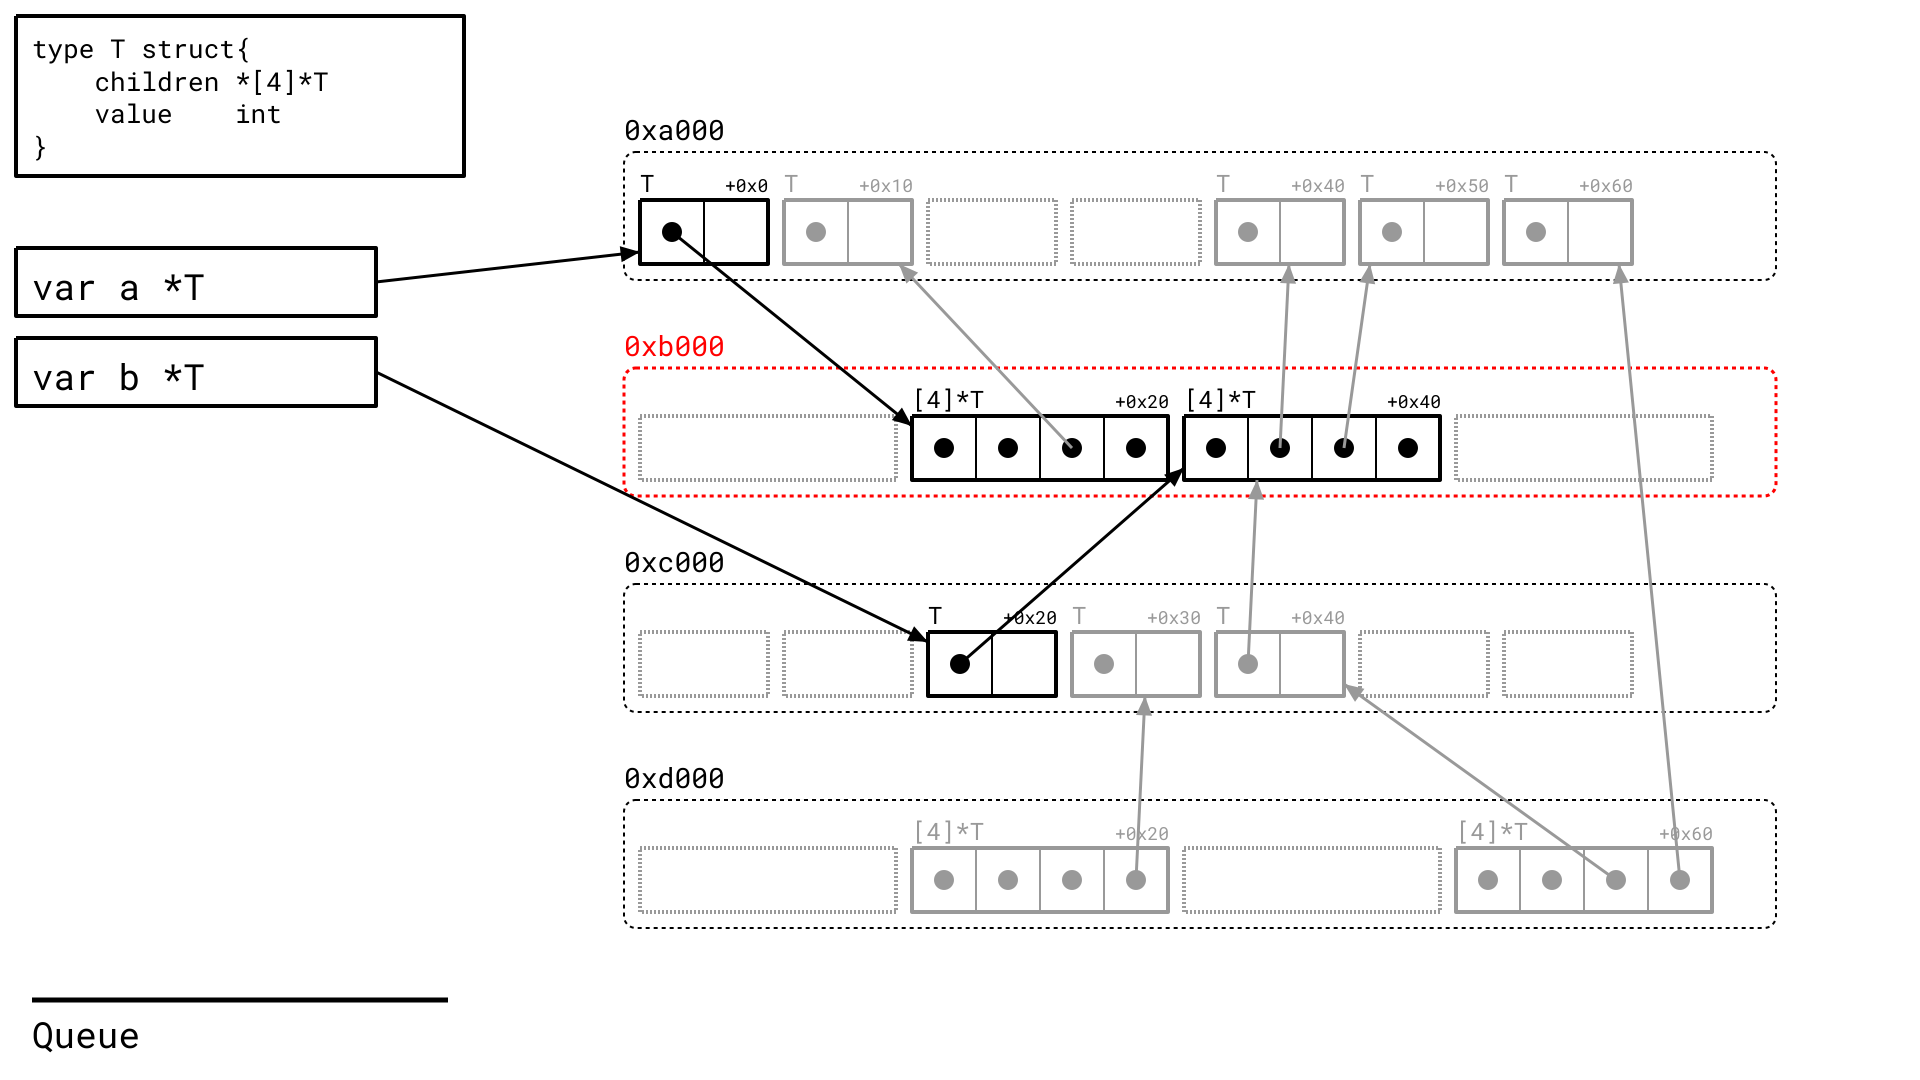 type T struct{
    children *[4]*T
    value    int
}
var a *T
var b *T
0xa000
T +0x0 T +0x10 T +0x40 T +0x50 T +0x60
0xb000
[4]*T +0x20 [4]*T +0x40
0xc000
T +0x20 T +0x30 T +0x40
0xd000
[4]*T +0x20 [4]*T +0x60
Queue